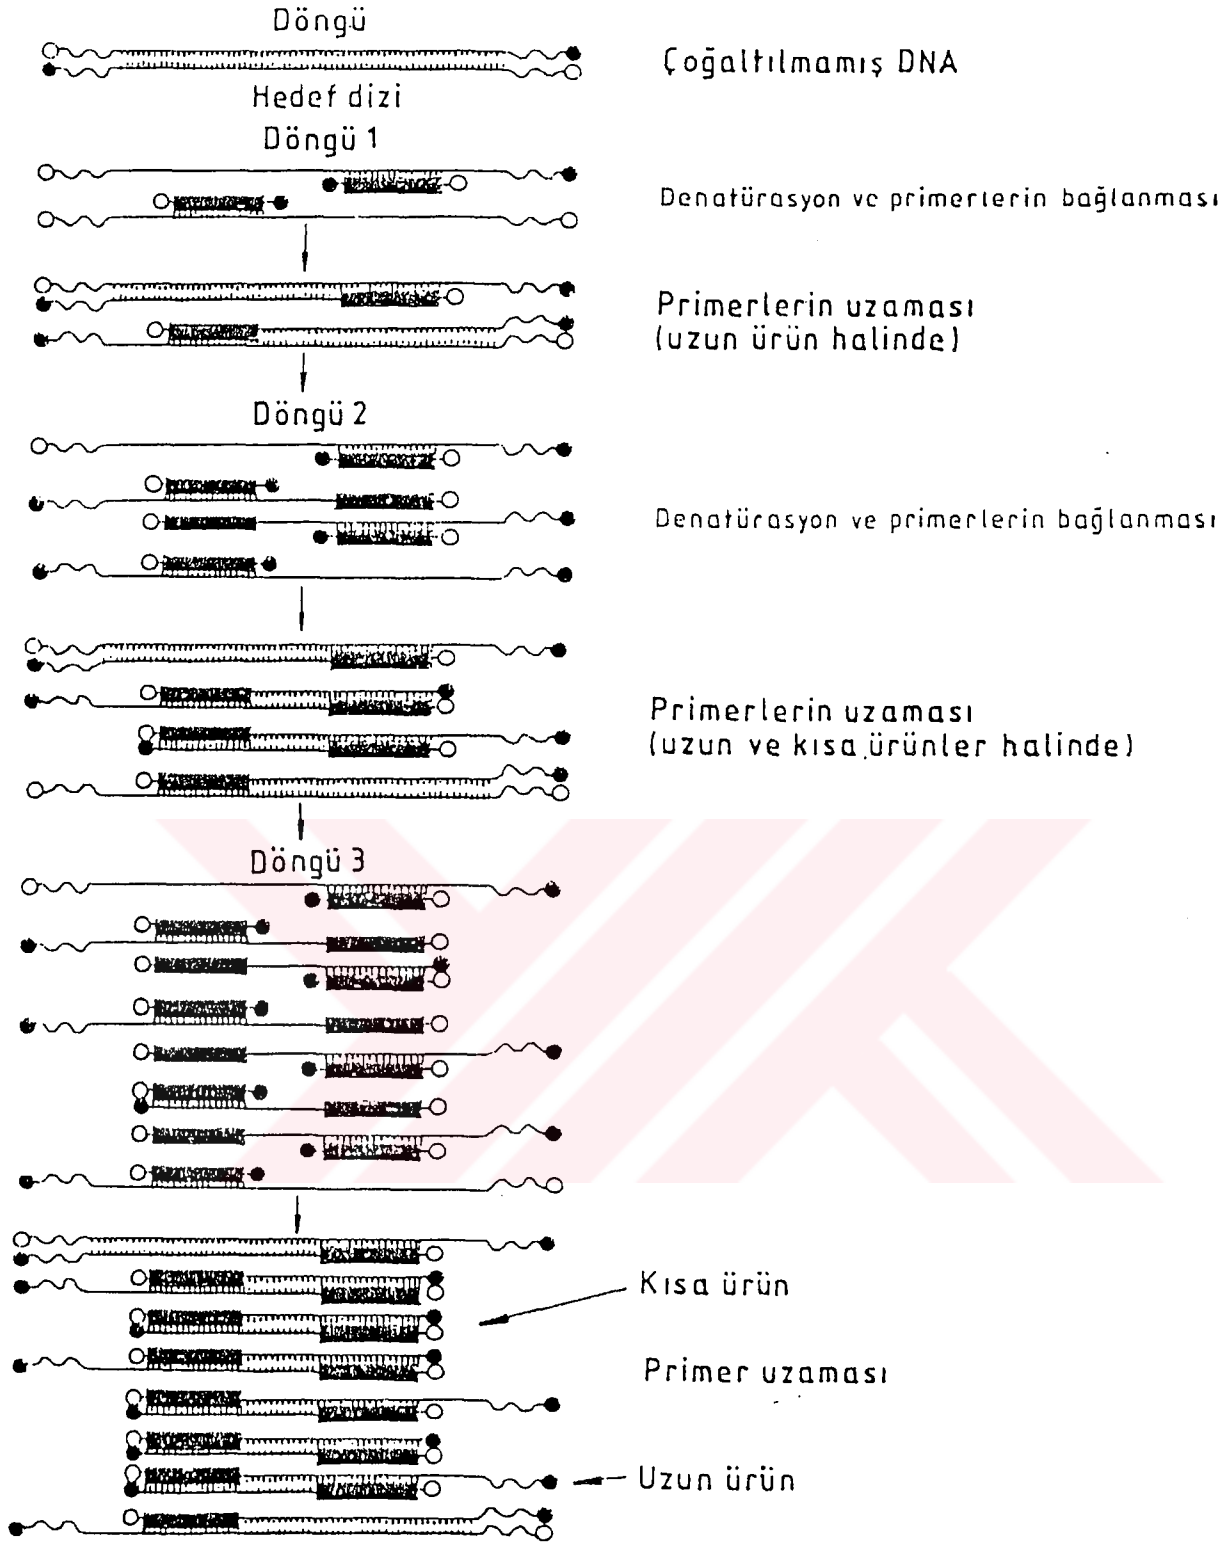 Döngü
Çoğaltılmamış DNA
Hedef dizi
Döngü 1
Denatürasyon ve primerlerin bağlanması
Primerlerin uzaması
(uzun ürün halinde)
Döngü 2
Denatürasyon ve primerlerin bağlanması
Primerlerin uzaması
(uzun ve kısa ürünler halinde)
Döngü 3
Kısa ürün
Primer uzaması
Uzun ürün